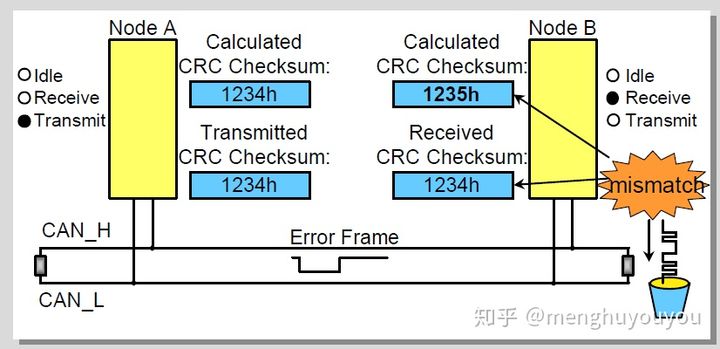 Node A
Node B
Calculated
CRC Checksum:
1234h
Calculated
CRC Checksum:
1235h
Idle
Receive
Transmit
Idle
Receive
Transmit
Transmitted
CRC Checksum:
1234h
Received
CRC Checksum:
1234h
mismatch
CAN_H
Error Frame
CAN_L
知乎 @menghuyouyou